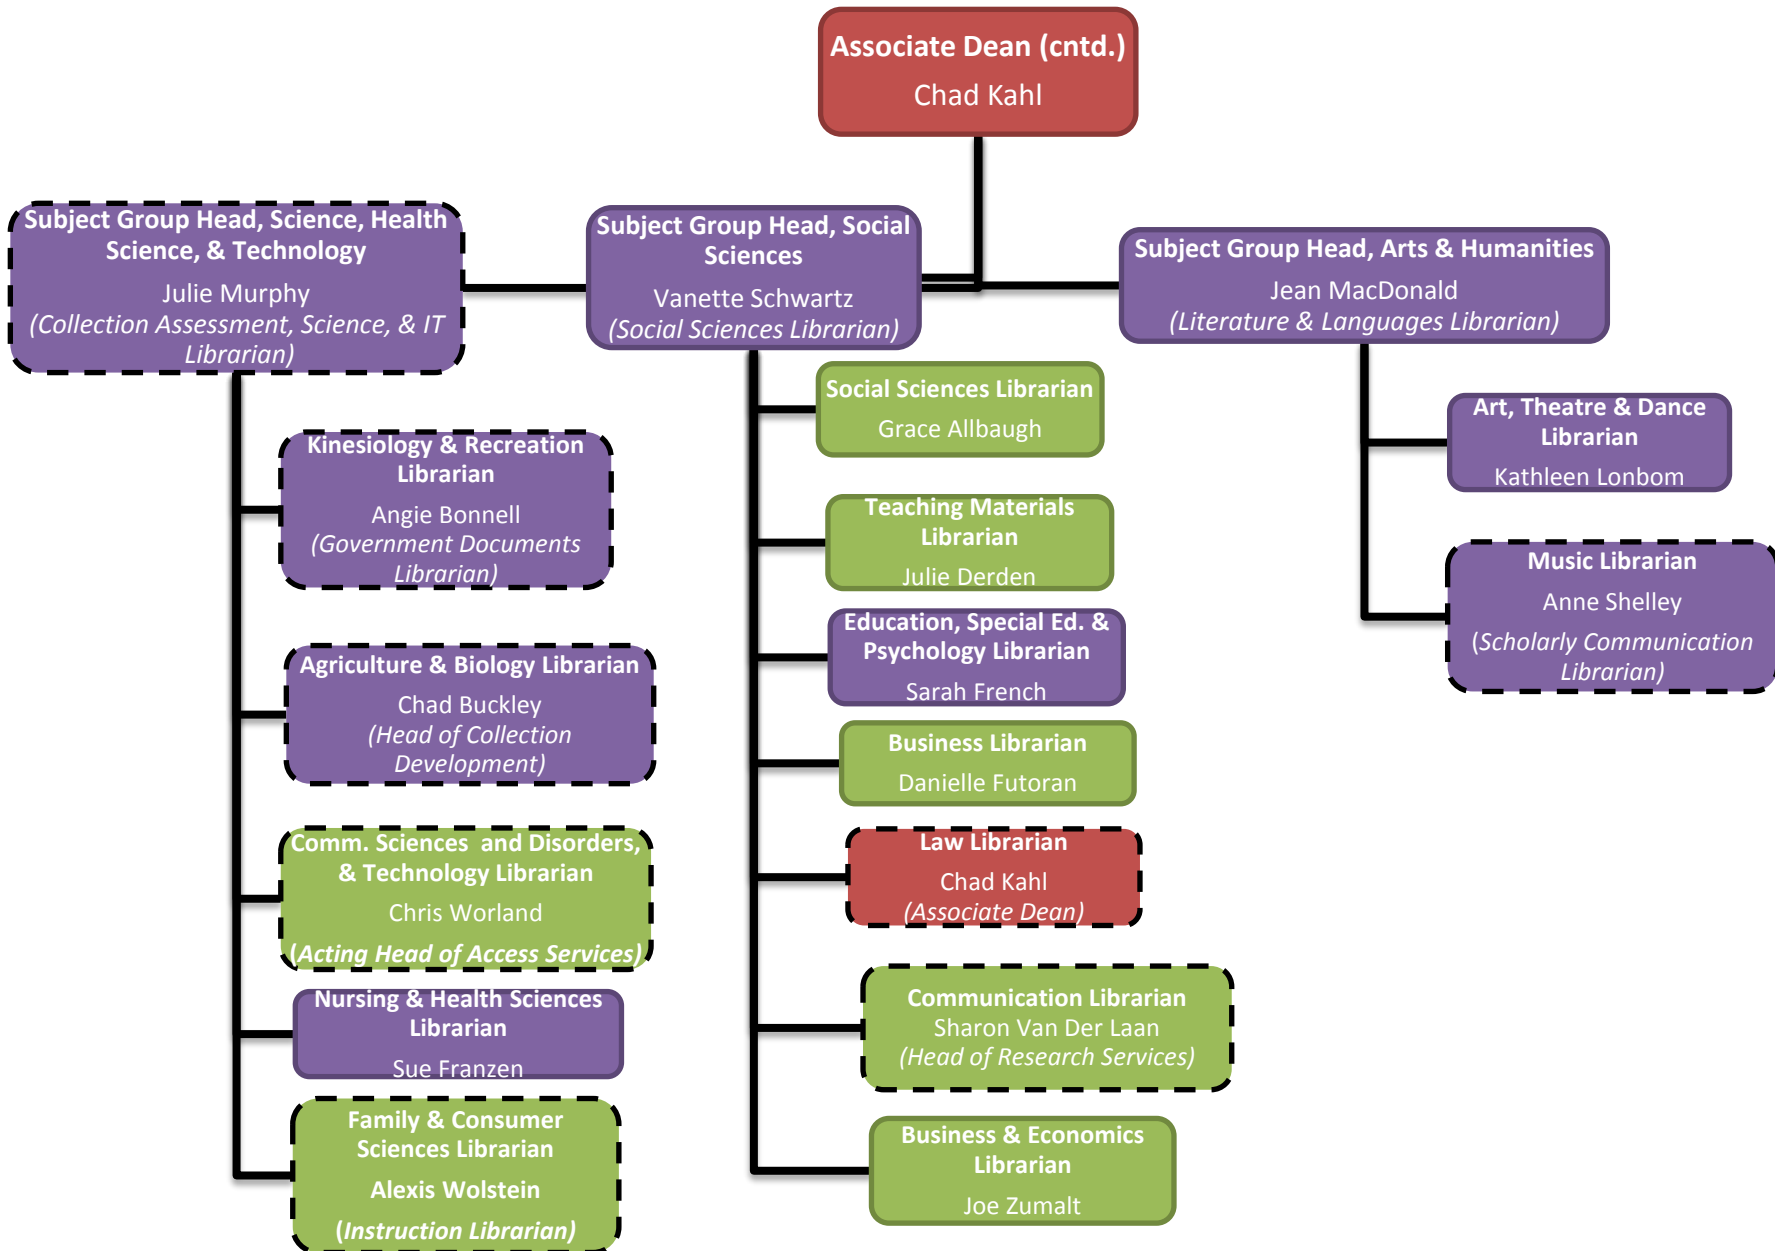 Associate Dean (cntd.)
Chad Kahl
Subject Group Head, Science, Health
Science, & Technology
Julie Murphy
(Collection Assessment, Science, & IT
Librarian)
Subject Group Head, Social
Sciences
Vanette Schwartz
(Social Sciences Librarian)
Subject Group Head, Arts & Humanities
Jean MacDonald
(Literature & Languages Librarian)
Kinesiology & Recreation
Librarian
Angie Bonnell
(Government Documents
Librarian)
Agriculture & Biology Librarian
Chad Buckley
(Head of Collection
Development)
Comm. Sciences  and Disorders,
& Technology Librarian
Chris Worland
(Acting Head of Access Services)
Nursing & Health Sciences
Librarian
Sue Franzen
Family & Consumer
Sciences Librarian
Alexis Wolstein
(Instruction Librarian)
Social Sciences Librarian
Grace Allbaugh
Teaching Materials
Librarian
Julie Derden
Education, Special Ed. &
Psychology Librarian
Sarah French
Business Librarian
Danielle Futoran
Law Librarian
Chad Kahl
(Associate Dean)
Communication Librarian
Sharon Van Der Laan
(Head of Research Services)
Business & Economics
Librarian
Joe Zumalt
Art, Theatre & Dance
Librarian
Kathleen Lonbom
Music Librarian
Anne Shelley
(Scholarly Communication
Librarian)